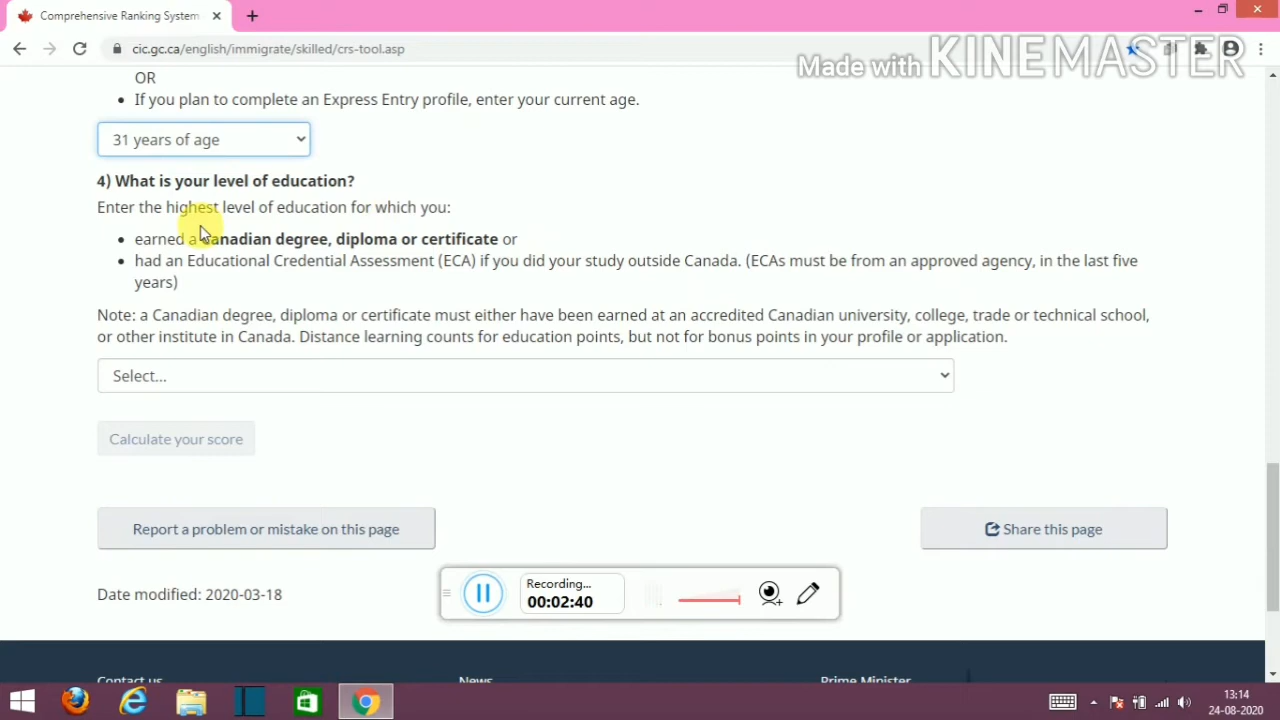 Comprehensive Ranking System
cic.gc.ca/english/immigrate/skilled/crs-tool.asp
Made with KINEMASTER
OR
• If you plan to complete an Express Entry profile, enter your current age.
31 years of age
4) What is your level of education?
Enter the highest level of education for which you:
• earned a Canadian degree, diploma or certificate or
• had an Educational Credential Assessment (ECA) if you did your study outside Canada. (ECAs must be from an approved agency, in the last five
years)
Note: a Canadian degree, diploma or certificate must either have been earned at an accredited Canadian university, college, trade or technical school,
or other institute in Canada. Distance learning counts for education points, but not for bonus points in your profile or application.
Select...
Calculate your score
Report a problem or mistake on this page
Share this page
Recording...
00:02:40
Date modified: 2020-03-18
Contact us
News
Prime Minister
13:14
24-08-2020